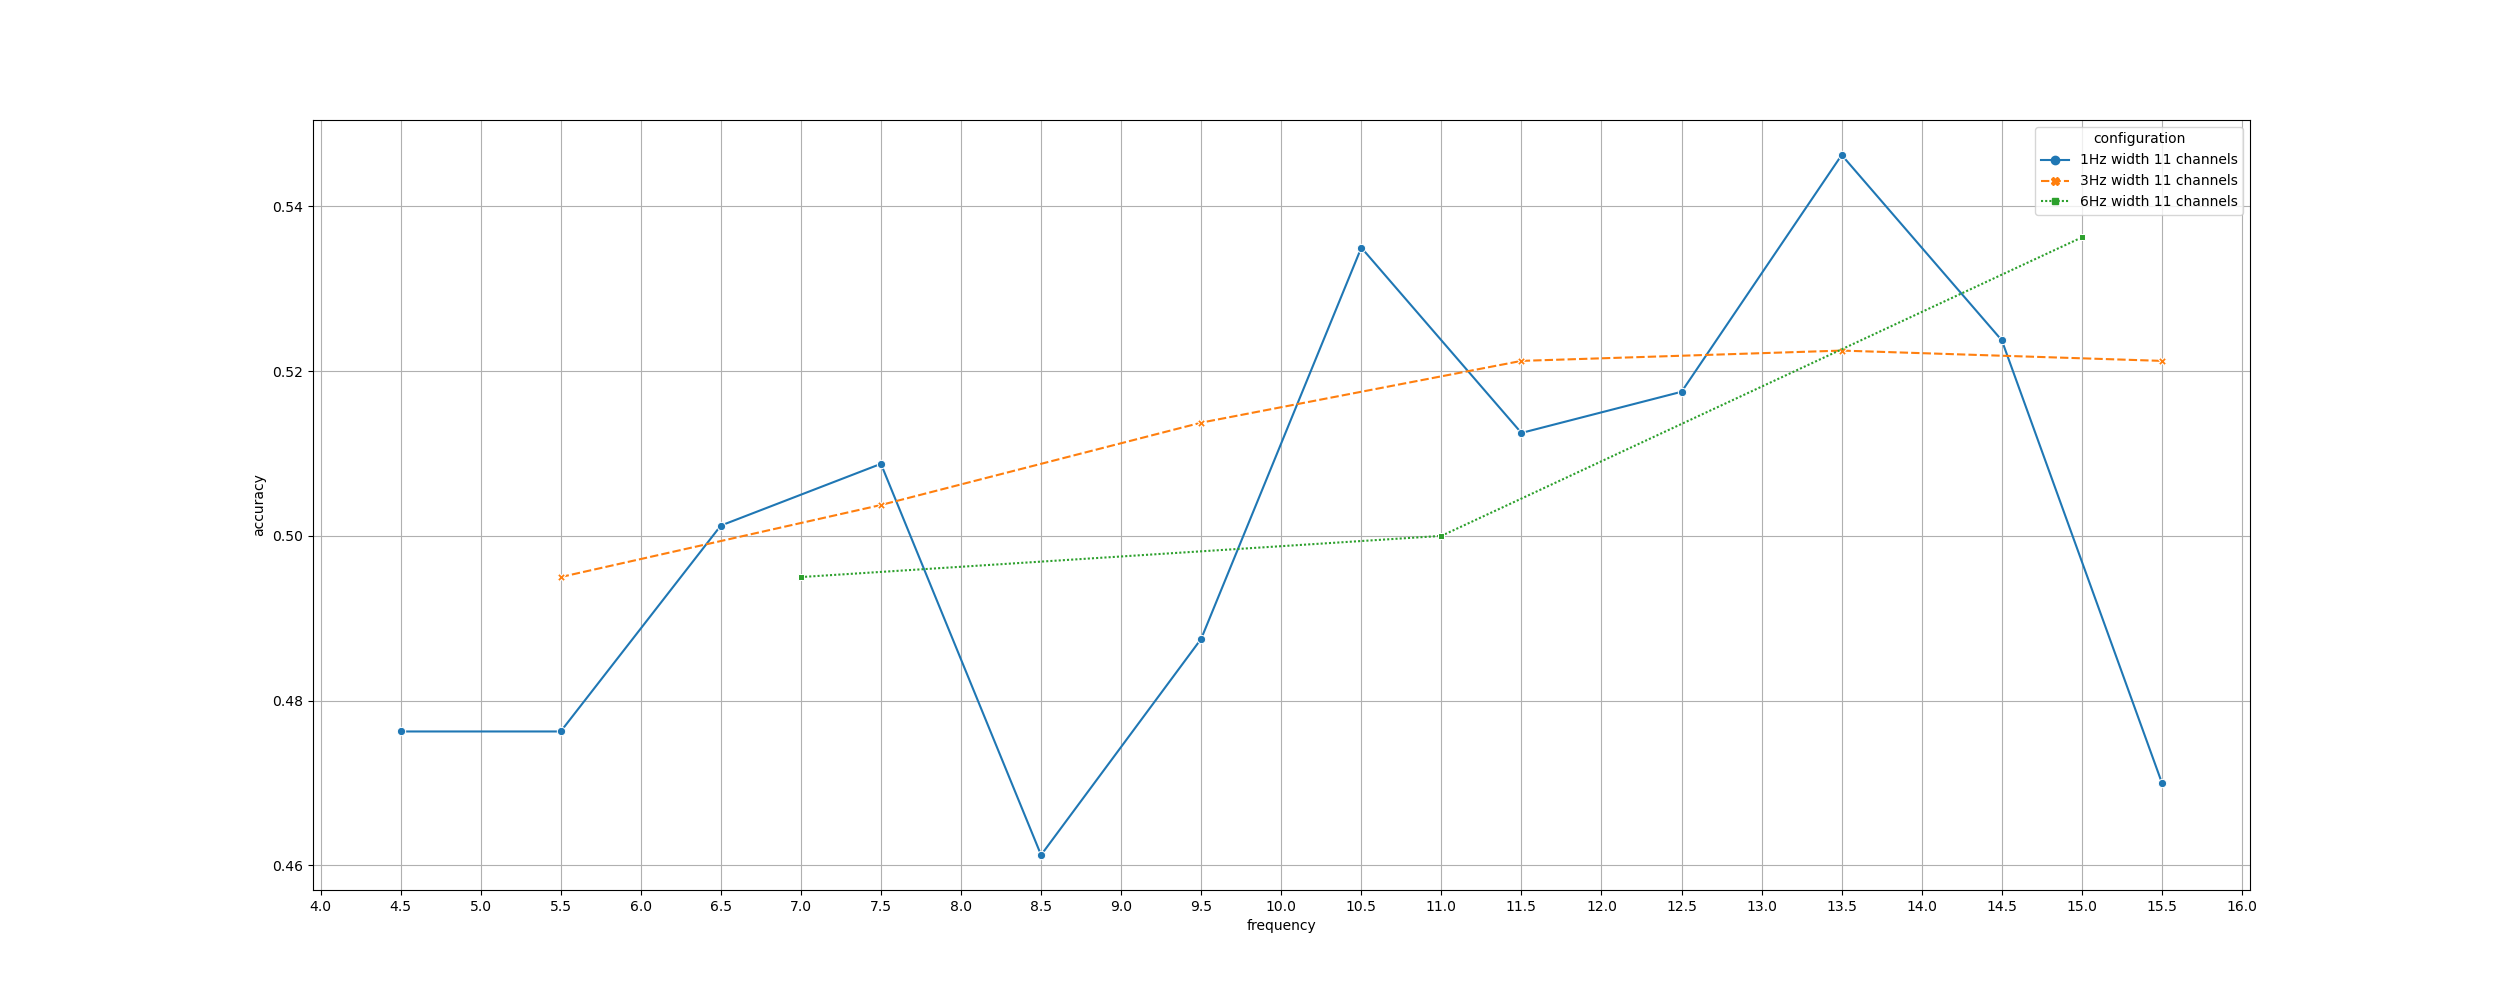 configuration
1Hz width 11 channels
3Hz width 11 channels
6Hz width 11 channels
accuracy
0.54
0.52
0.50
0.48
0.46
4.0 4.5 5.0 5.5 6.0 6.5 7.0 7.5 8.0 8.5 9.0 9.5 10.0 10.5 11.0 11.5 12.0 12.5 13.0 13.5 14.0 14.5 15.0 15.5 16.0
frequency